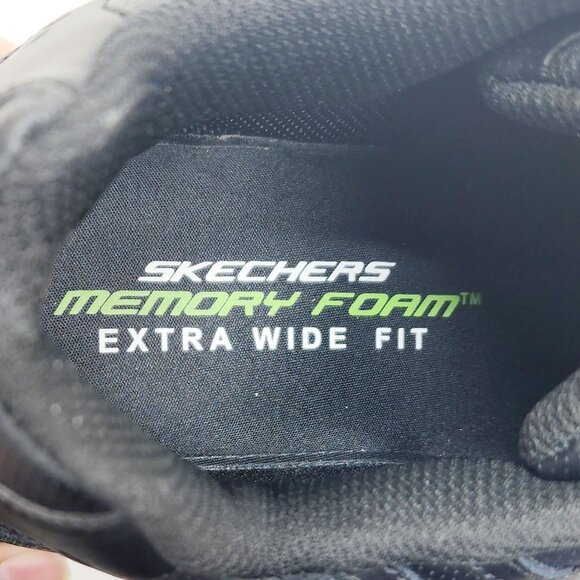 SKECHERS
MEMORY FOAM™
EXTRA WIDE FIT